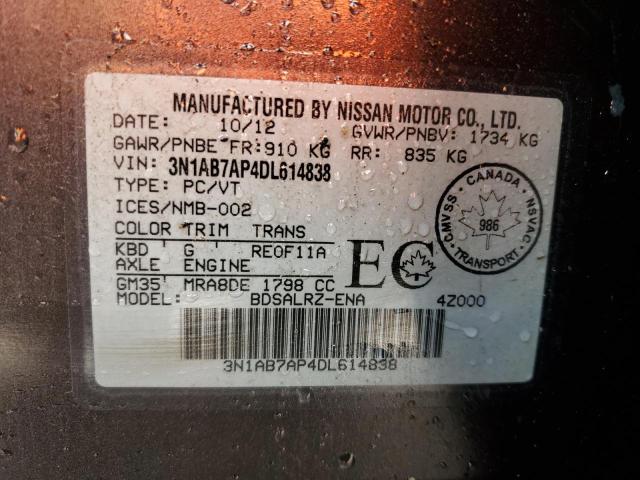 MANUFACTURED BY NISSAN MOTOR CO., LTD.
DATE: 10/12 GVWR/PNBV: 1734 KG
GAWR/PNBE FR: 910 KG RR: 835 KG
VIN: 3N1AB7AP4DL614838
TYPE: PC/VT
ICES/NMB-002
COLOR TRIM TRANS
KBD G RE0F11A
AXLE ENGINE
GM35 MRA8DE 1798 CC
MODEL: BDSALRZ-ENA 4Z000
EC
CANADA
CMVSS NSVAC
986
TRANSPORT
3N1AB7AP4DL614838